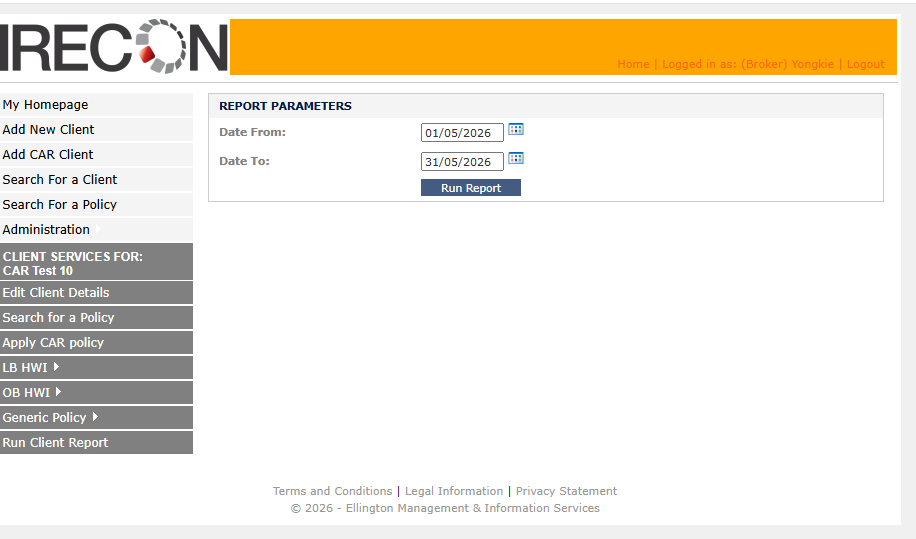 IRECON
Home | Logged in as: (Broker) Yongkie | Logout
My Homepage
Add New Client
Add CAR Client
Search For a Client
Search For a Policy
Administration
CLIENT SERVICES FOR:
CAR Test 10
Edit Client Details
Search for a Policy
Apply CAR policy
LB HWI
OB HWI
Generic Policy
Run Client Report
REPORT PARAMETERS
Date From: 01/05/2026
Date To: 31/05/2026
Run Report
Terms and Conditions | Legal Information | Privacy Statement
© 2026 - Ellington Management & Information Services